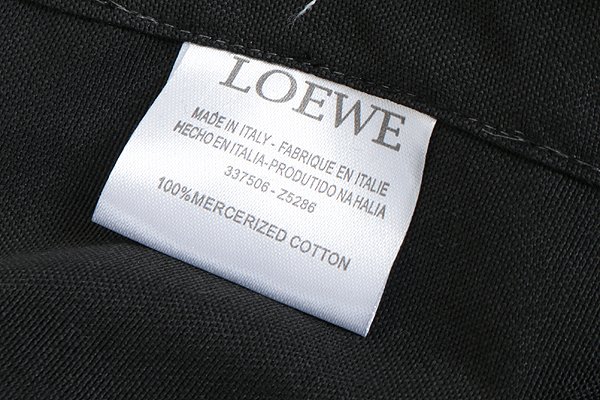 LOEWE
MADE IN ITALY - FABRIQUE EN ITALIE
HECHO EN ITALIA-PRODUTIDO NA HALIA
337506 - Z5286
100%MERCERIZED COTTON